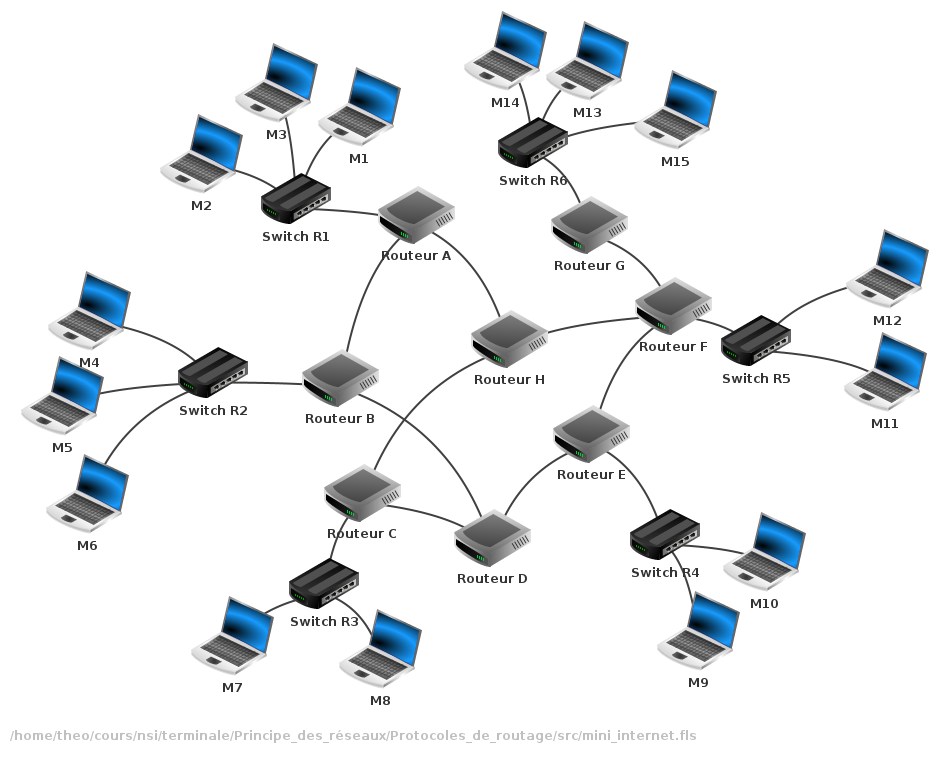 M14
M13
M3
M1
M15
M2
Switch R6
Switch R1
Routeur A
Routeur G
M12
Routeur F
M4
Routeur H
Switch R5
Switch R2
Routeur B
M11
M5
Routeur E
Routeur C
M6
Switch R4
Routeur D
M10
Switch R3
M9
M7
M8
/home/theo/cours/nsi/terminale/Principe_des_réseaux/Protocoles_de_routage/src/mini_internet.fls